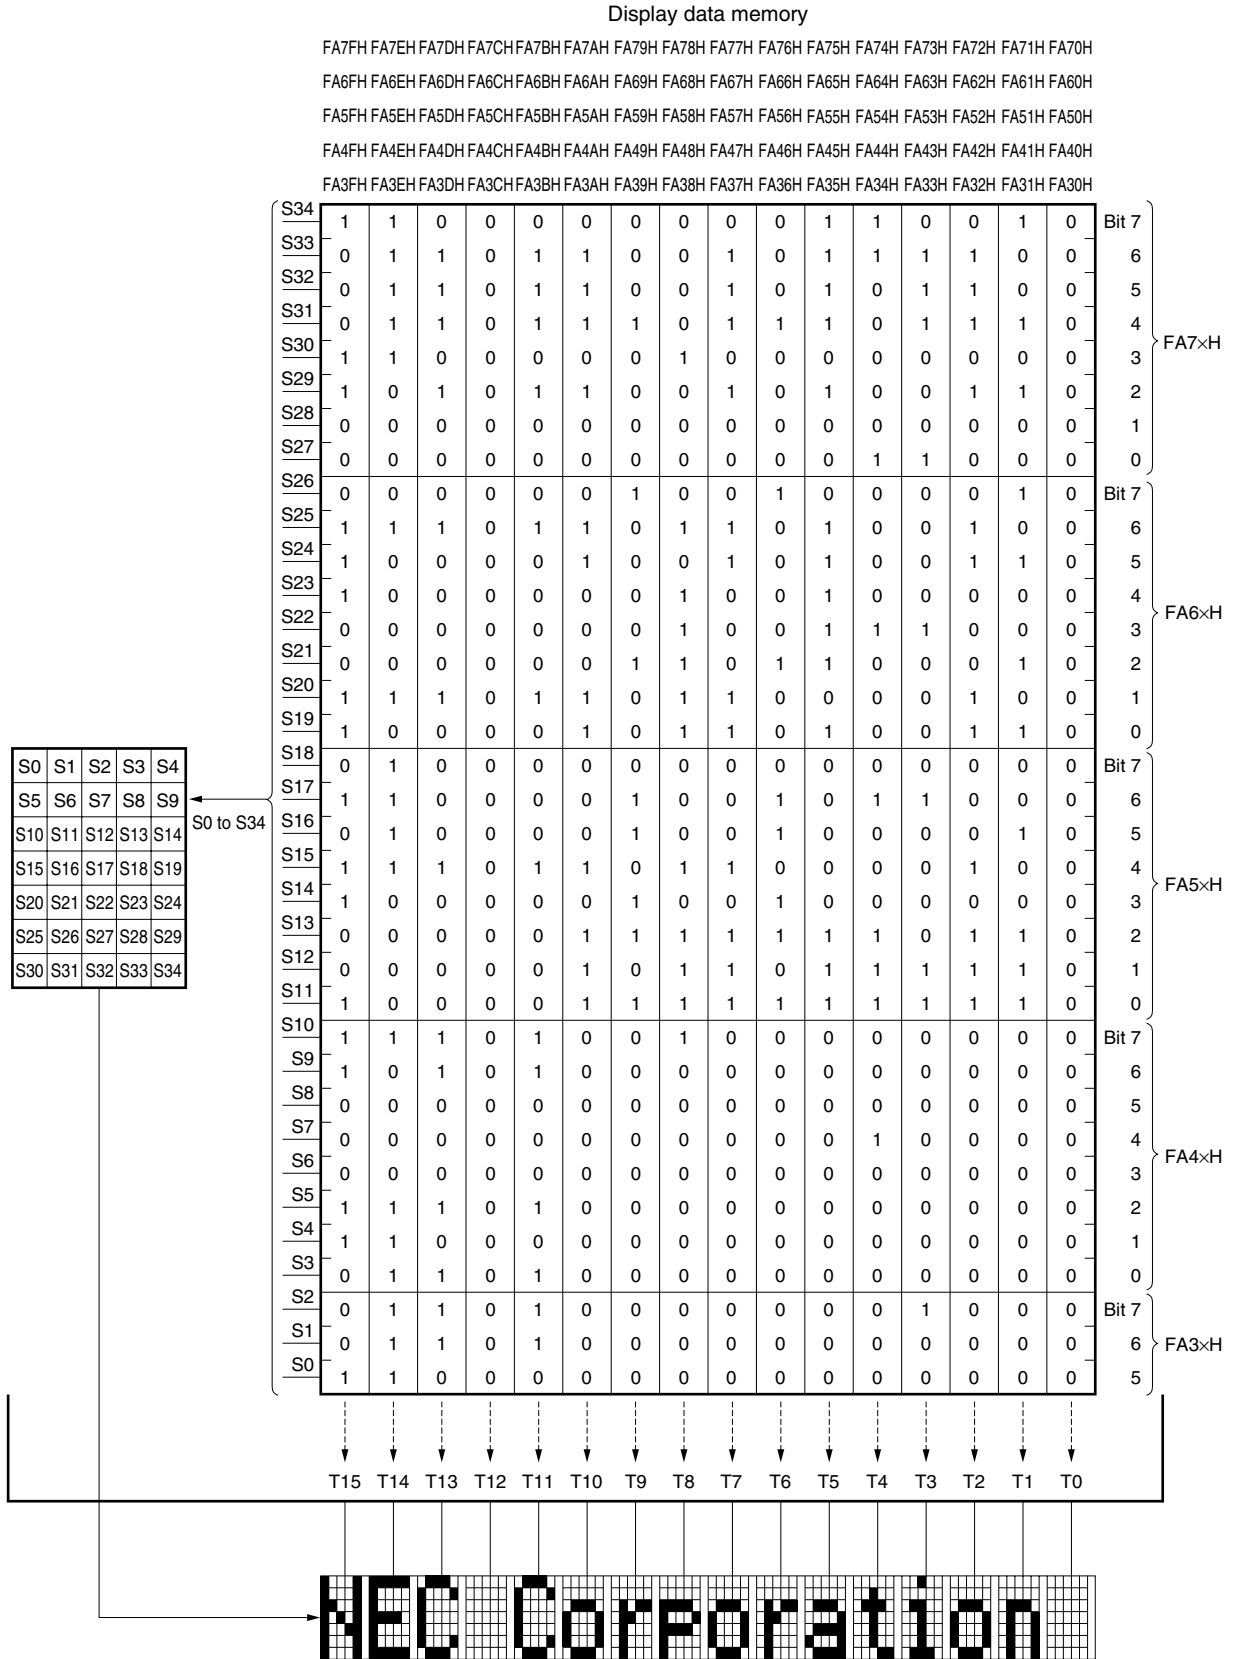 Display data memory
FA7FH FA7EH FA7DH FA7CH FA7BH FA7AH FA79H FA78H FA77H FA76H FA75H FA74H FA73H FA72H FA71H FA70H
FA6FH FA6EH FA6DH FA6CH FA6BH FA6AH FA69H FA68H FA67H FA66H FA65H FA64H FA63H FA62H FA61H FA60H
FA5FH FA5EH FA5DH FA5CH FA5BH FA5AH FA59H FA58H FA57H FA56H FA55H FA54H FA53H FA52H FA51H FA50H
FA4FH FA4EH FA4DH FA4CH FA4BH FA4AH FA49H FA48H FA47H FA46H FA45H FA44H FA43H FA42H FA41H FA40H
FA3FH FA3EH FA3DH FA3CH FA3BH FA3AH FA39H FA38H FA37H FA36H FA35H FA34H FA33H FA32H FA31H FA30H
S34 1 1 0 0 0 0 0 0 0 0 1 1 0 0 1 0 Bit 7
S33 0 1 1 0 1 1 0 0 1 0 1 1 1 1 0 0 6
S32 0 1 1 0 1 1 0 0 1 0 1 0 1 1 0 0 5
S31 0 1 1 0 1 1 1 0 1 1 1 0 1 1 1 0 4
FA7×H
S30 1 1 0 0 0 0 0 1 0 0 0 0 0 0 0 0 3
S29 1 0 1 0 1 1 0 0 1 0 1 0 0 1 1 0 2
S28 0 0 0 0 0 0 0 0 0 0 0 0 0 0 0 0 1
S27 0 0 0 0 0 0 0 0 0 0 0 1 1 0 0 0 0
S26 0 0 0 0 0 0 1 0 0 1 0 0 0 0 1 0 Bit 7
S25 1 1 1 0 1 1 0 1 1 0 1 0 0 1 0 0 6
S24 1 0 0 0 0 1 0 0 1 0 1 0 0 1 1 0 5
S23 1 0 0 0 0 0 0 1 0 0 1 0 0 0 0 0 4
FA6×H
S22 0 0 0 0 0 0 0 1 0 0 1 1 1 0 0 0 3
S21 0 0 0 0 0 0 1 1 0 1 1 0 0 0 1 0 2
S20 1 1 1 0 1 1 0 1 1 0 0 0 0 1 0 0 1
S19 1 0 0 0 0 1 0 1 1 0 1 0 0 1 1 0 0
S18 0 1 0 0 0 0 0 0 0 0 0 0 0 0 0 0 Bit 7
S17 1 1 0 0 0 0 1 0 0 1 0 1 1 0 0 0 6
S16 0 1 0 0 0 0 1 0 0 1 0 0 0 0 1 0 5
S15 1 1 1 0 1 1 0 1 1 0 0 0 0 1 0 0 4
FA5×H
S14 1 0 0 0 0 0 1 0 0 1 0 0 0 0 0 0 3
S13 0 0 0 0 0 1 1 1 1 1 1 1 0 1 1 0 2
S12 0 0 0 0 0 1 0 1 1 0 1 1 1 1 1 0 1
S11 1 0 0 0 0 1 1 1 1 1 1 1 1 1 1 0 0
S10 1 1 1 0 1 0 0 1 0 0 0 0 0 0 0 0 Bit 7
S9 1 0 1 0 1 0 0 0 0 0 0 0 0 0 0 0 6
S8 0 0 0 0 0 0 0 0 0 0 0 0 0 0 0 0 5
S7 0 0 0 0 0 0 0 0 0 0 0 1 0 0 0 0 4
FA4×H
S6 0 0 0 0 0 0 0 0 0 0 0 0 0 0 0 0 3
S5 1 1 1 0 1 0 0 0 0 0 0 0 0 0 0 0 2
S4 1 1 0 0 0 0 0 0 0 0 0 0 0 0 0 0 1
S3 0 1 1 0 1 0 0 0 0 0 0 0 0 0 0 0 0
S2 0 1 1 0 1 0 0 0 0 0 0 0 1 0 0 0 Bit 7
S1 0 1 1 0 1 0 0 0 0 0 0 0 0 0 0 0 6 FA3×H
S0 1 1 0 0 0 0 0 0 0 0 0 0 0 0 0 0 5
S0 S1 S2 S3 S4
S5 S6 S7 S8 S9
S10 S11 S12 S13 S14
S15 S16 S17 S18 S19
S20 S21 S22 S23 S24
S25 S26 S27 S28 S29
S30 S31 S32 S33 S34
S0 to S34
T15 T14 T13 T12 T11 T10 T9 T8 T7 T6 T5 T4 T3 T2 T1 T0
NEC Corporation